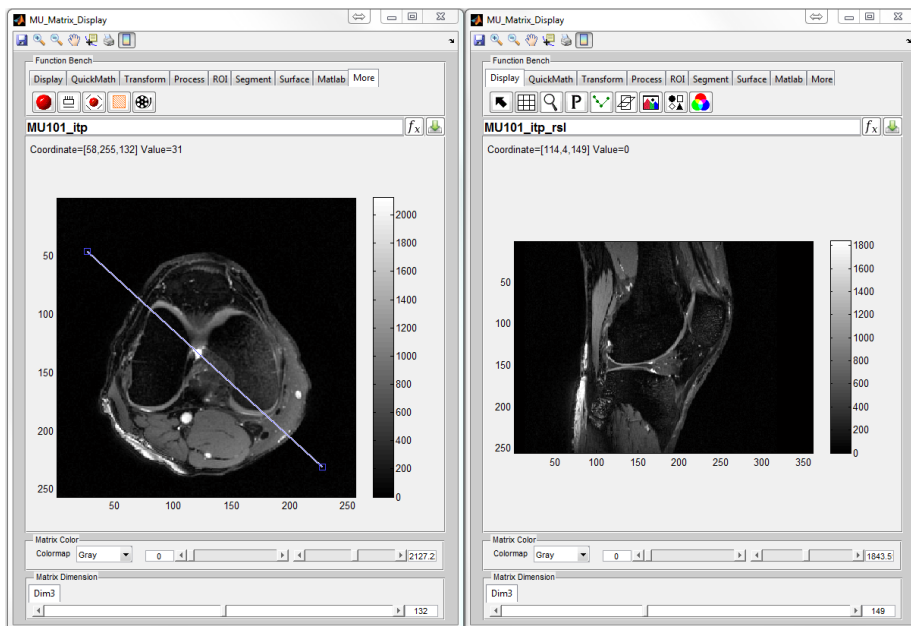 MU_Matrix_Display
Function Bench
Display QuickMath Transform Process ROI Segment Surface Matlab More
MU101_itp
fx
Coordinate=[58,255,132] Value=31
50
100
150
200
250
50 100 150 200 250
2000
1800
1600
1400
1200
1000
800
600
400
200
0
Matrix Color
Colormap Gray 0 2127.2
Matrix Dimension
Dim3
132
MU_Matrix_Display
Function Bench
Display QuickMath Transform Process ROI Segment Surface Matlab More
P
MU101_itp_rsl
fx
Coordinate=[114,4,149] Value=0
50
100
150
200
250
50 100 150 200 250 300 350
1800
1600
1400
1200
1000
800
600
400
200
0
Matrix Color
Colormap Gray 0 1843.5
Matrix Dimension
Dim3
149